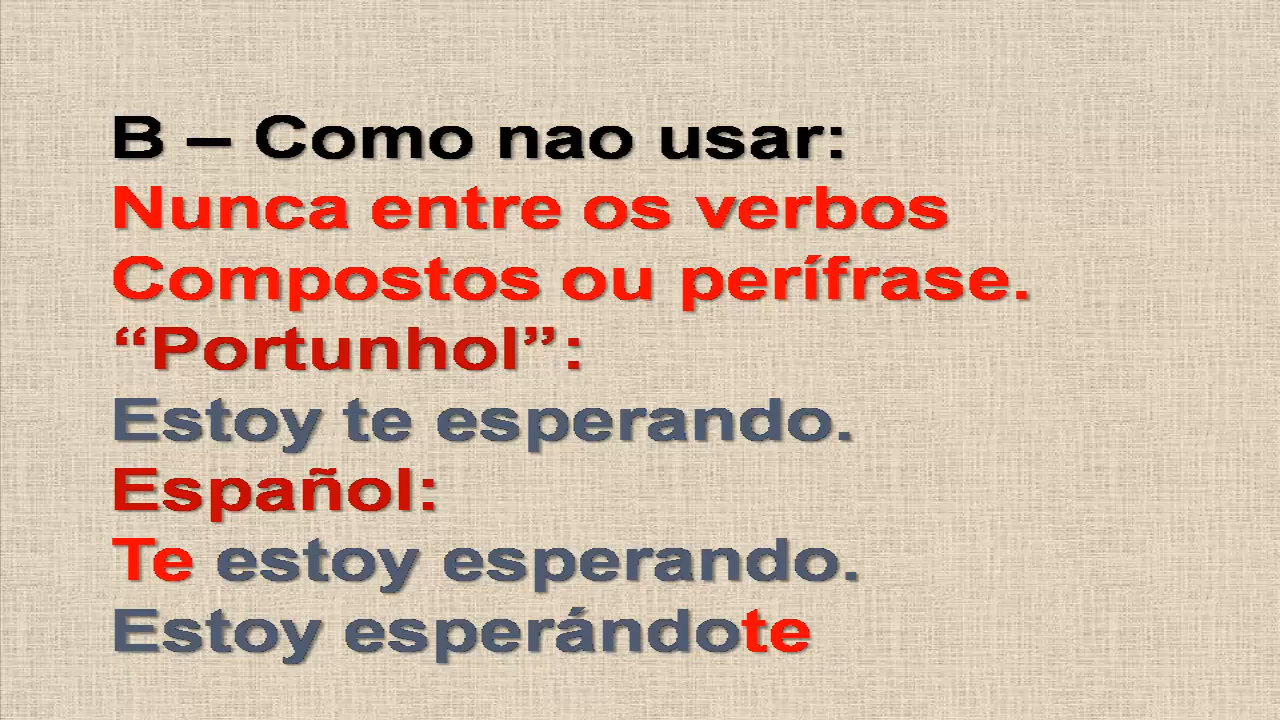 B – Como nao usar:
Nunca entre os verbos
Compostos ou perífrase.
“Portunhol”:
Estoy te esperando.
Español:
Te estoy esperando.
Estoy esperándote